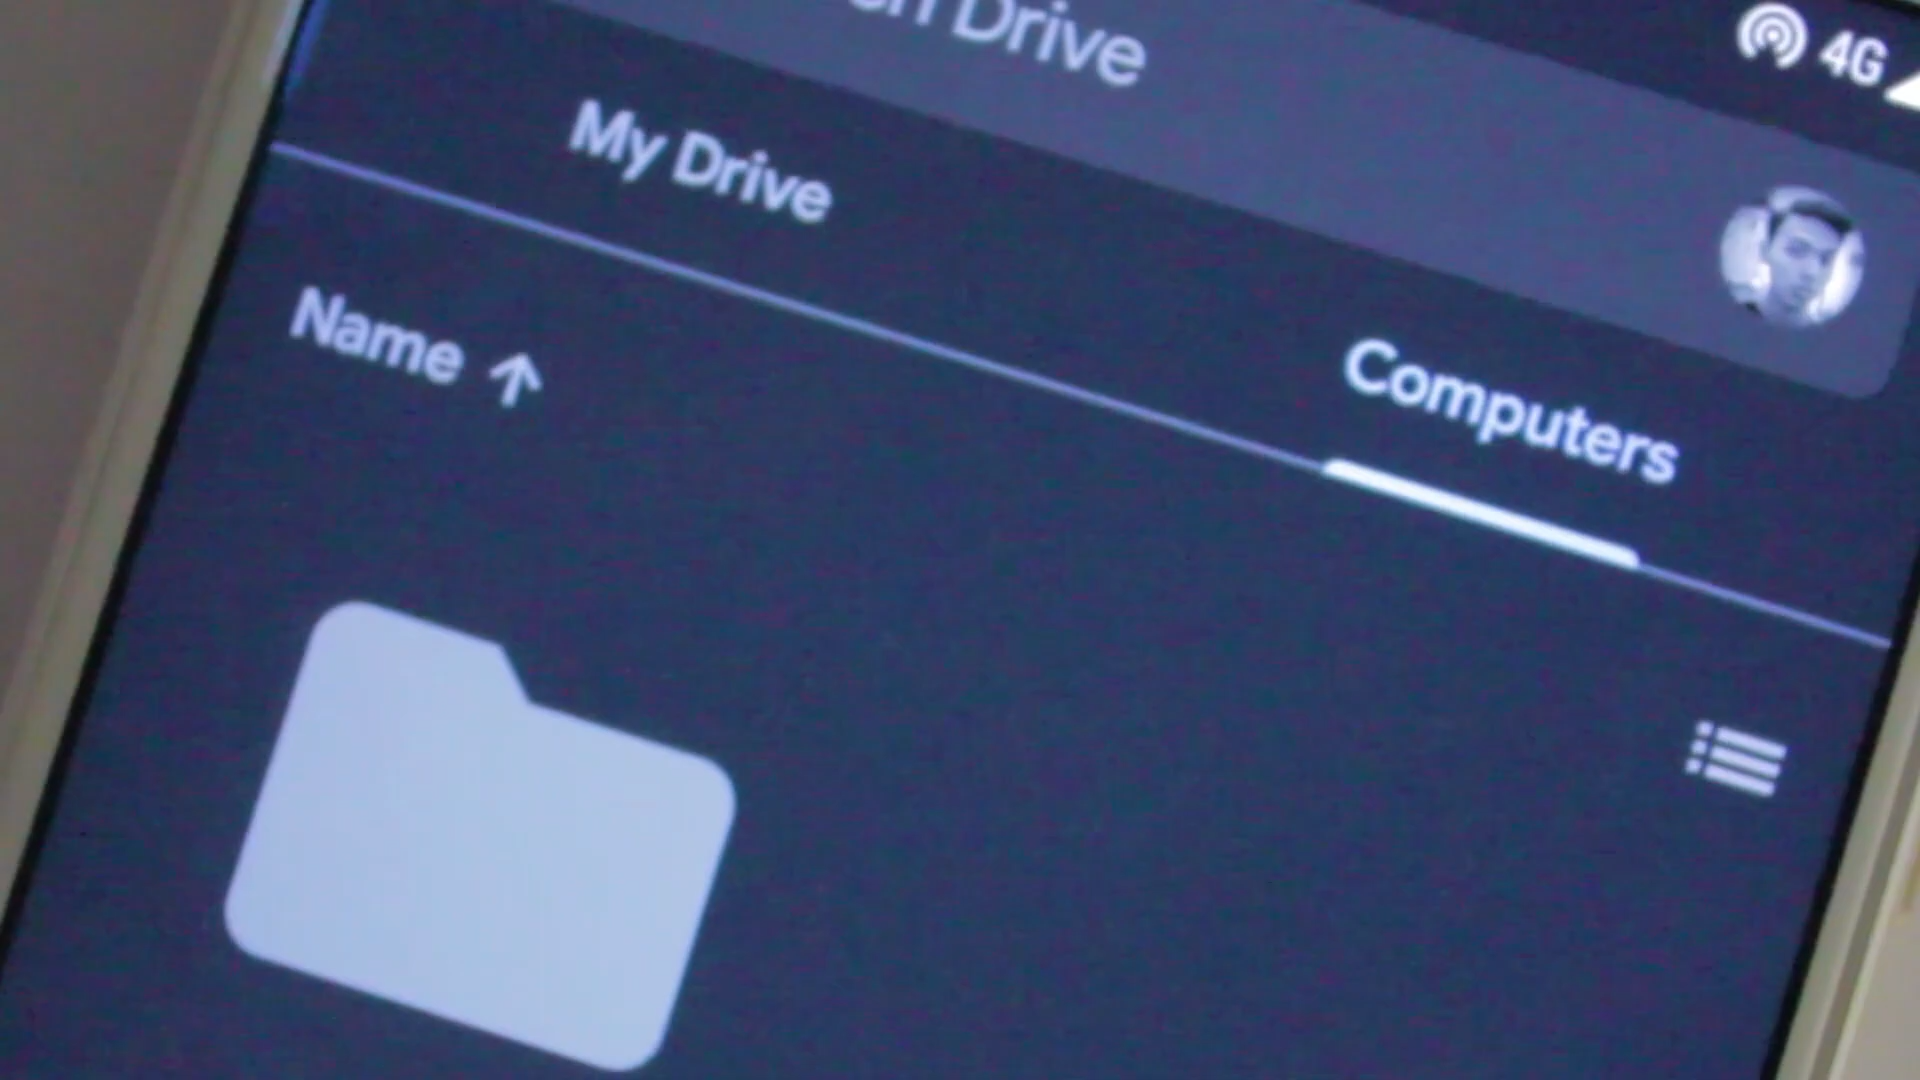 4G
Drive
My Drive
Computers
Name ↑